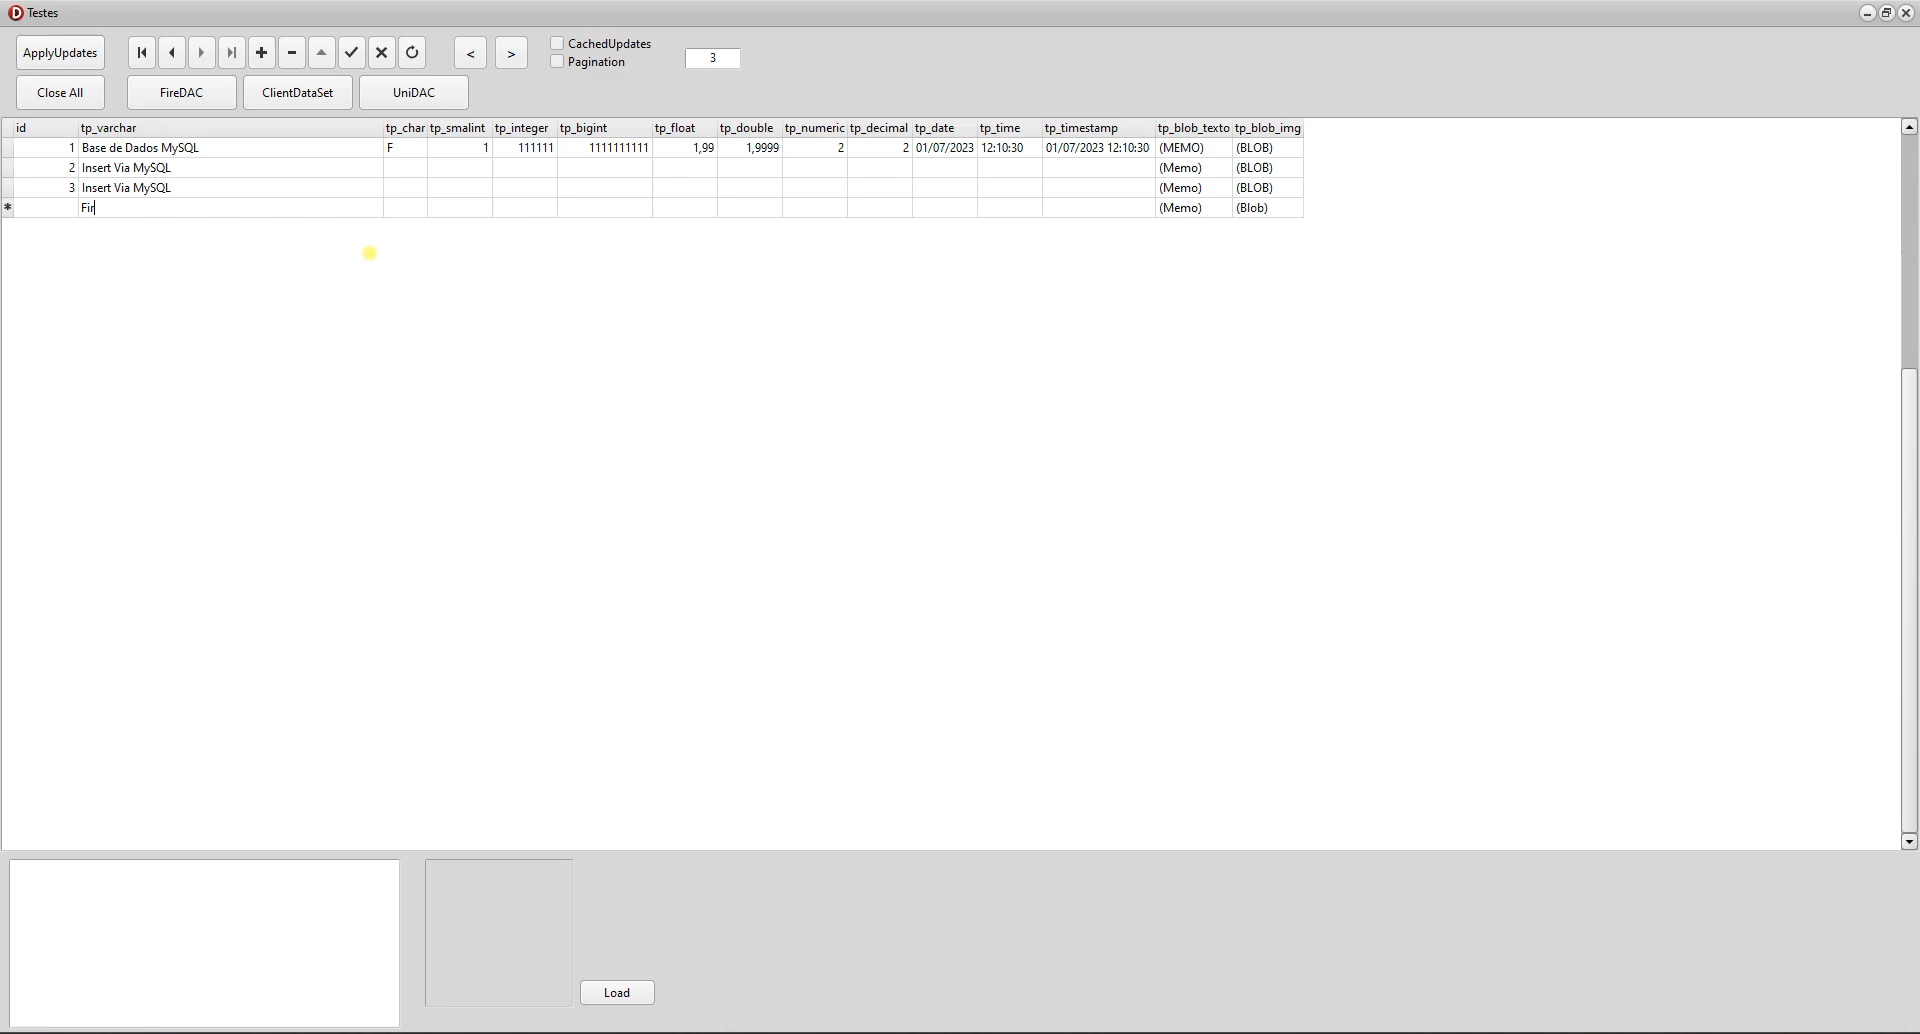 Testes
ApplyUpdates < > CachedUpdates
Pagination 3
Close All FireDAC ClientDataSet UniDAC
id tp_varchar tp_char tp_smalint tp_integer tp_bigint tp_float tp_double tp_numeric tp_decimal tp_date tp_time tp_timestamp tp_blob_texto tp_blob_img
1 Base de Dados MySQL F 1 111111 1111111111 1,99 1,9999 2 2 01/07/2023 12:10:30 01/07/2023 12:10:30 (MEMO) (BLOB)
2 Insert Via MySQL (Memo) (BLOB)
3 Insert Via MySQL (Memo) (BLOB)
* Fir (Memo) (Blob)
Load